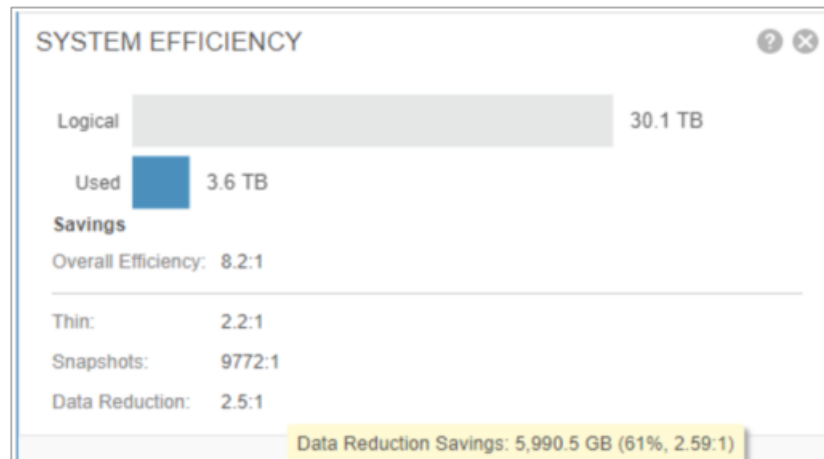 SYSTEM EFFICIENCY
Logical 30.1 TB
Used 3.6 TB
Savings
Overall Efficiency: 8.2:1
Thin: 2.2:1
Snapshots: 9772:1
Data Reduction: 2.5:1
Data Reduction Savings: 5,990.5 GB (61%, 2.59:1)